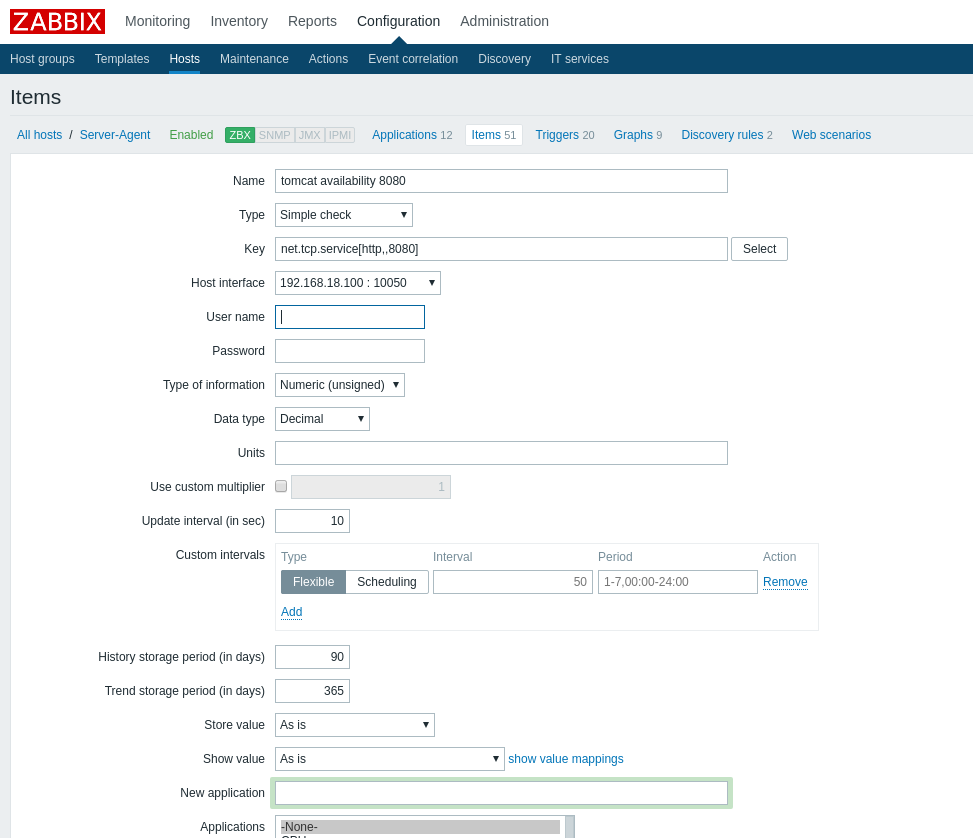 ZABBIX Monitoring Inventory Reports Configuration Administration
Host groups Templates Hosts Maintenance Actions Event correlation Discovery IT services
Items
All hosts / Server-Agent Enabled ZBX SNMP JMX IPMI Applications 12 Items 51 Triggers 20 Graphs 9 Discovery rules 2 Web scenarios
Name tomcat availability 8080
Type Simple check
Key net.tcp.service[http,,8080] Select
Host interface 192.168.18.100 : 10050
User name
Password
Type of information Numeric (unsigned)
Data type Decimal
Units
Use custom multiplier 1
Update interval (in sec) 10
Custom intervals Type Interval Period Action
Flexible Scheduling 50 1-7,00:00-24:00 Remove
Add
History storage period (in days) 90
Trend storage period (in days) 365
Store value As is
Show value As is show value mappings
New application
Applications -None-